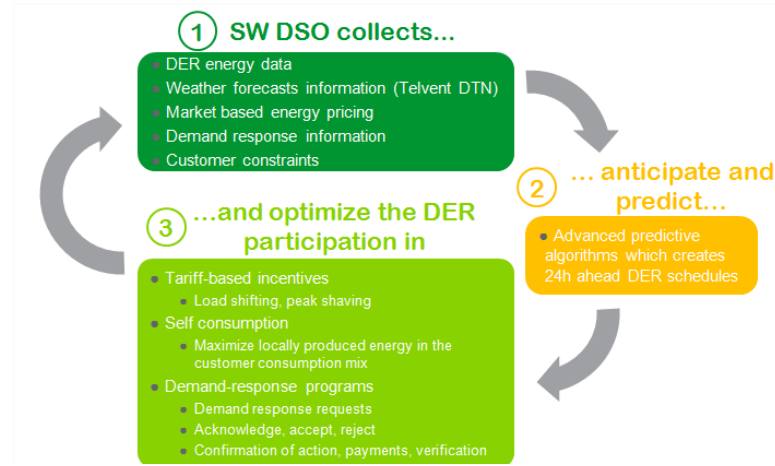 1 SW DSO collects...
DER energy data
Weather forecasts information (Telvent DTN)
Market based energy pricing
Demand response information
Customer constraints
2 ... anticipate and
predict...
Advanced predictive
algorithms which creates
24h ahead DER schedules
3 ...and optimize the DER
participation in
Tariff-based incentives
Load shifting, peak shaving
Self consumption
Maximize locally produced energy in the
customer consumption mix
Demand-response programs
Demand response requests
Acknowledge, accept, reject
Confirmation of action, payments, verification